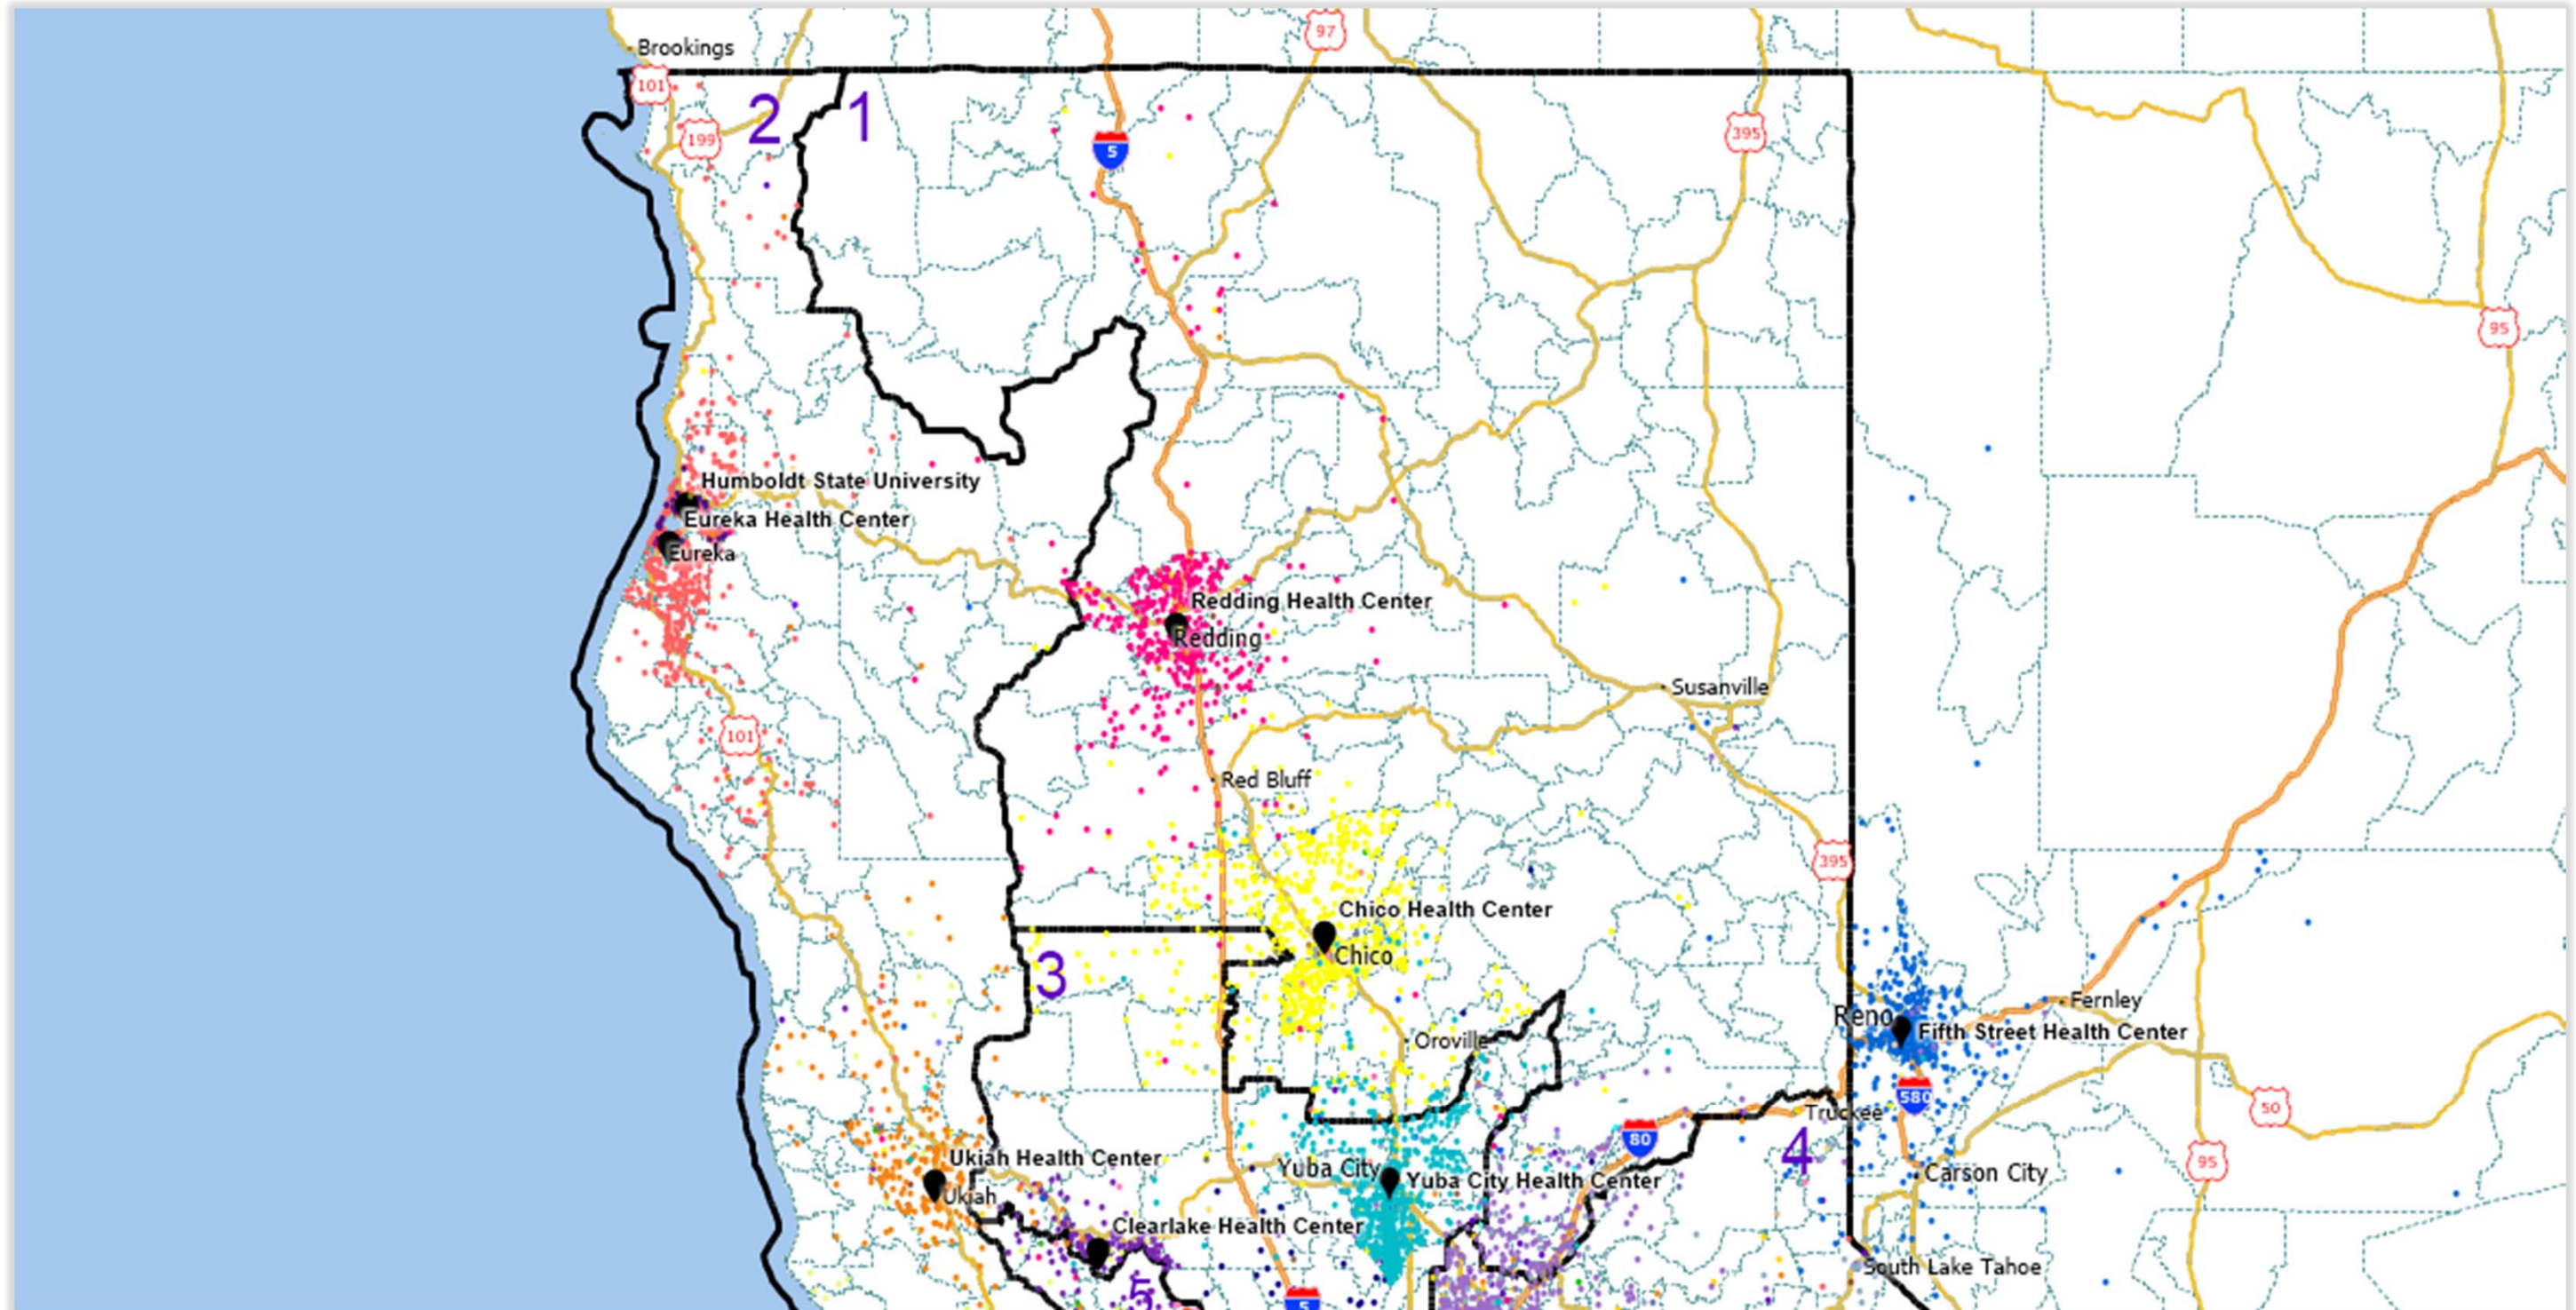 Brookings
97
101
2
1
199
5
395
95
Humboldt State University
Eureka Health Center
Eureka
Redding Health Center
Redding
Susanville
101
Red Bluff
395
Chico Health Center
Chico
3
Fernley
Reno
Fifth Street Health Center
Oroville
580
50
Truckee
80
4
95
Ukiah Health Center
Yuba City
Yuba City Health Center
Carson City
Ukiah
Clearlake Health Center
South Lake Tahoe
5
5